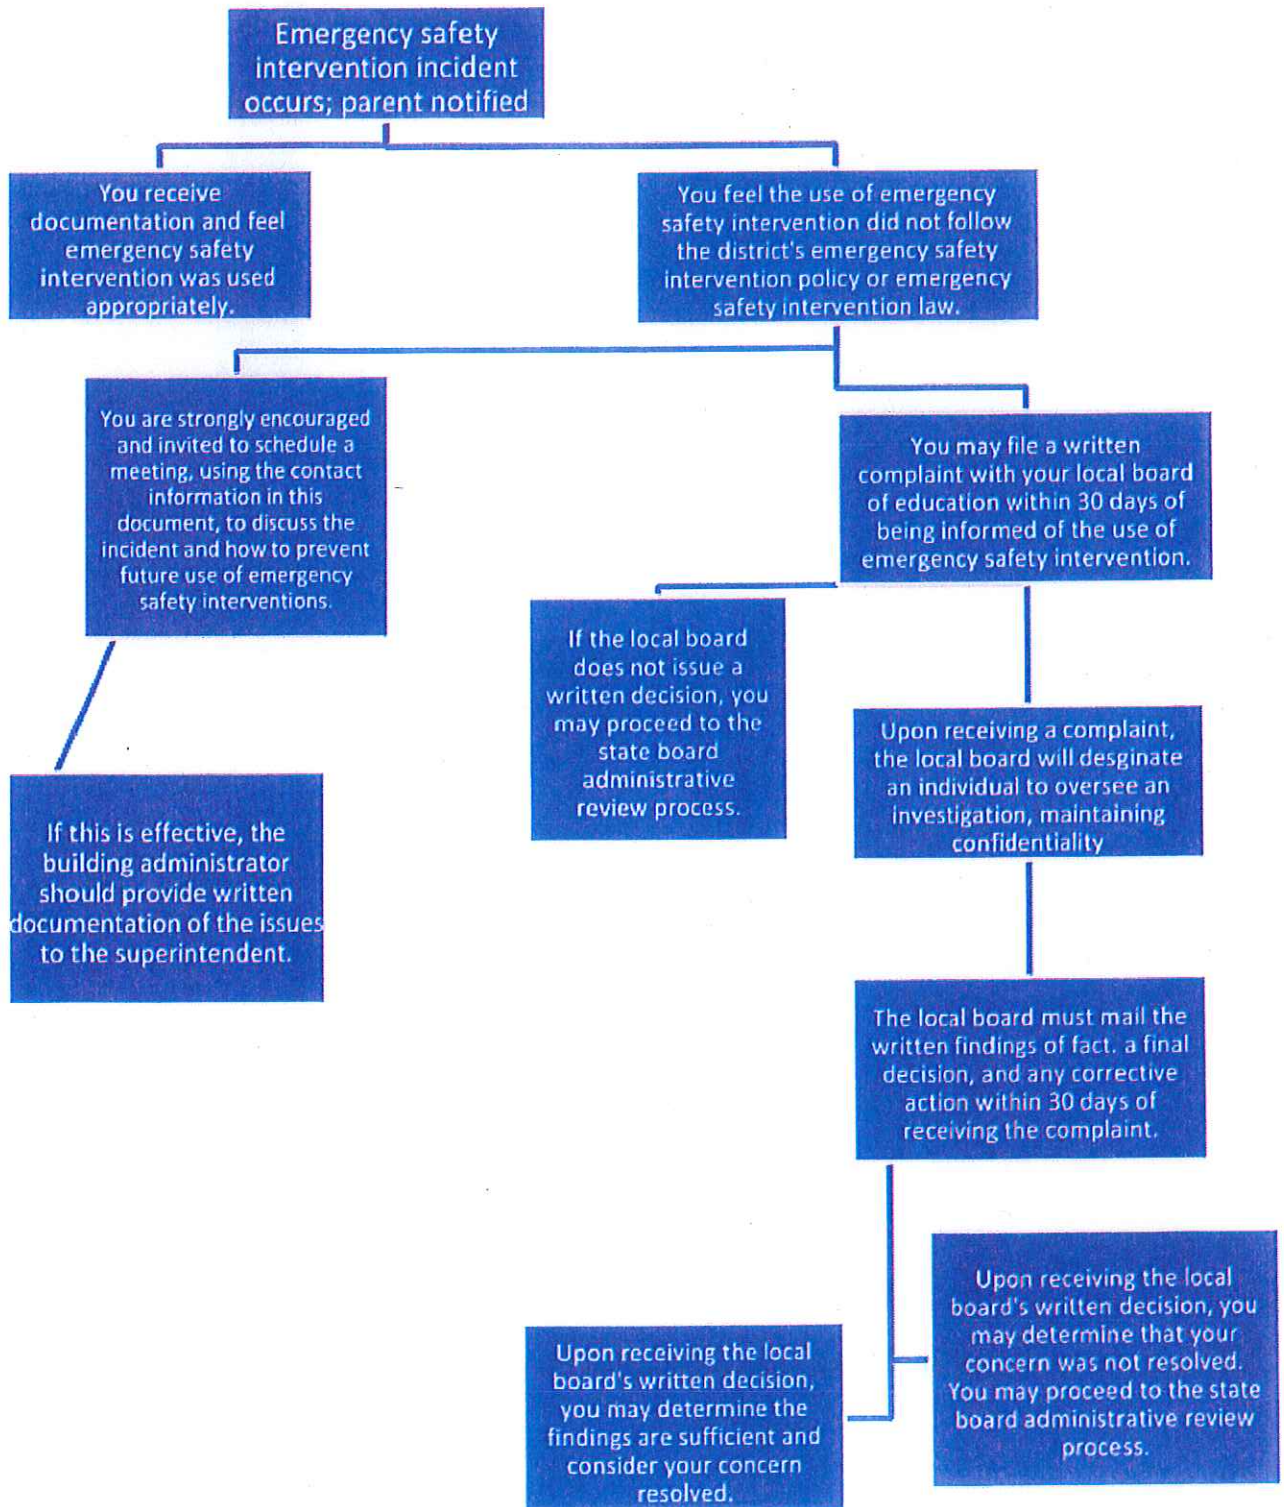 Emergency safety
intervention incident
occurs; parent notified
You receive
documentation and feel
emergency safety
intervention was used
appropriately.
You feel the use of emergency
safety intervention did not follow
the district's emergency safety
intervention policy or emergency
safety intervention law.
You are strongly encouraged
and invited to schedule a
meeting, using the contact
information in this
document, to discuss the
incident and how to prevent
future use of emergency
safety interventions.
You may file a written
complaint with your local board
of education within 30 days of
being informed of the use of
emergency safety intervention.
If the local board
does not issue a
written decision, you
may proceed to the
state board
administrative
review process.
Upon receiving a complaint,
the local board will desginate
an individual to oversee an
investigation, maintaining
confidentiality
If this is effective, the
building administrator
should provide written
documentation of the issues
to the superintendent.
The local board must mail the
written findings of fact. a final
decision, and any corrective
action within 30 days of
receiving the complaint.
Upon receiving the local
board's written decision, you
may determine that your
concern was not resolved.
You may proceed to the state
board administrative review
process.
Upon receiving the local
board's written decision,
you may determine the
findings are sufficient and
consider your concern
resolved.